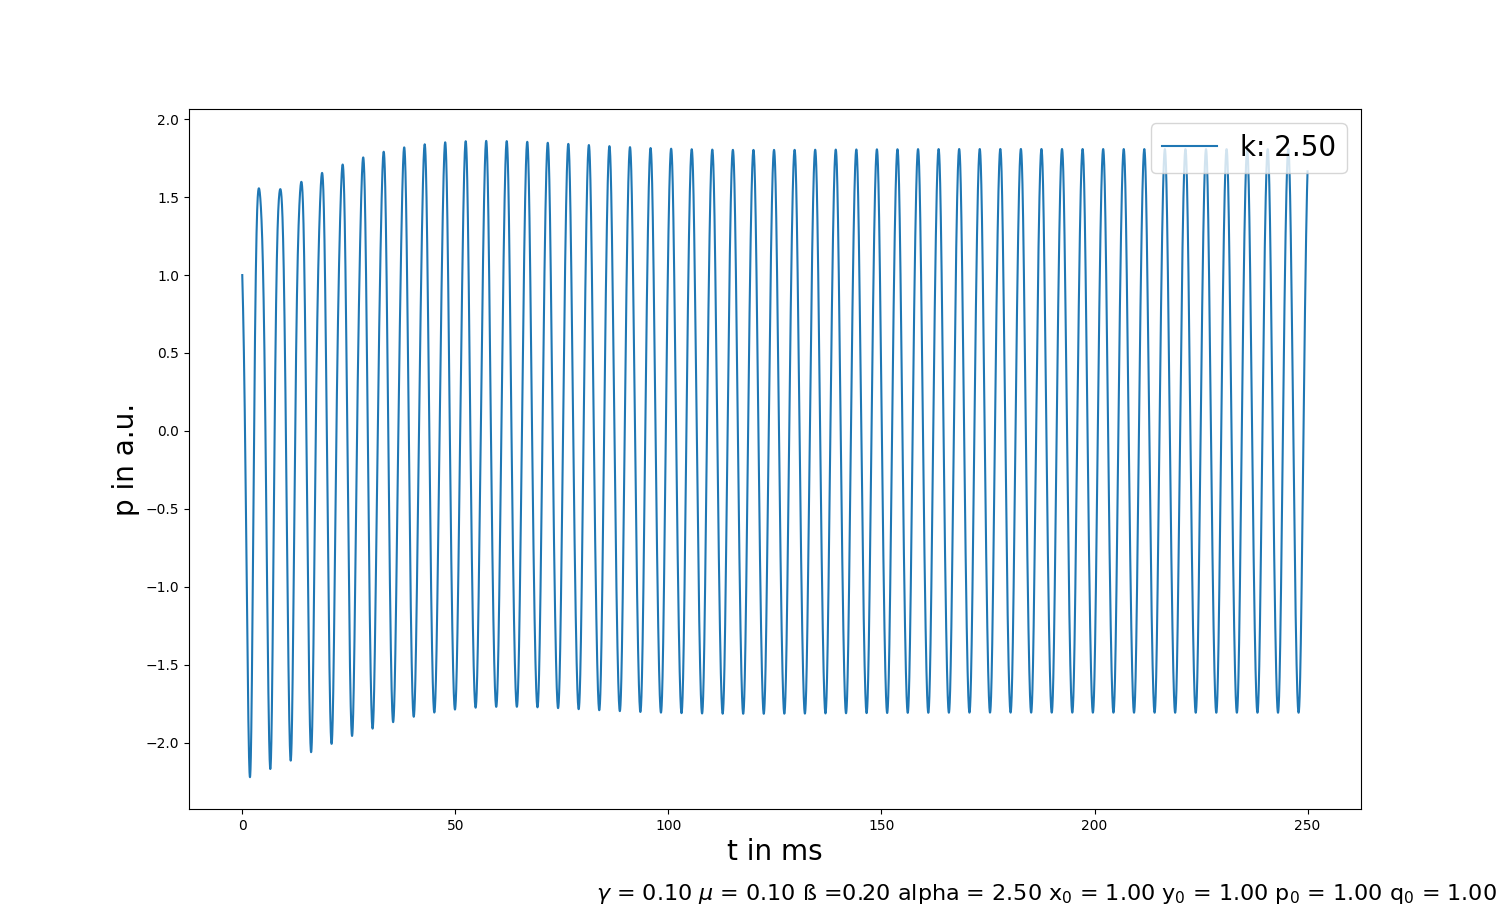 k: 2.50
2.0
1.5
1.0
0.5
0.0
−0.5
−1.0
−1.5
−2.0
p in a.u.
0 50 100 150 200 250
t in ms
γ = 0.10 μ = 0.10 ß =0.20 alpha = 2.50 x₀ = 1.00 y₀ = 1.00 p₀ = 1.00 q₀ = 1.00